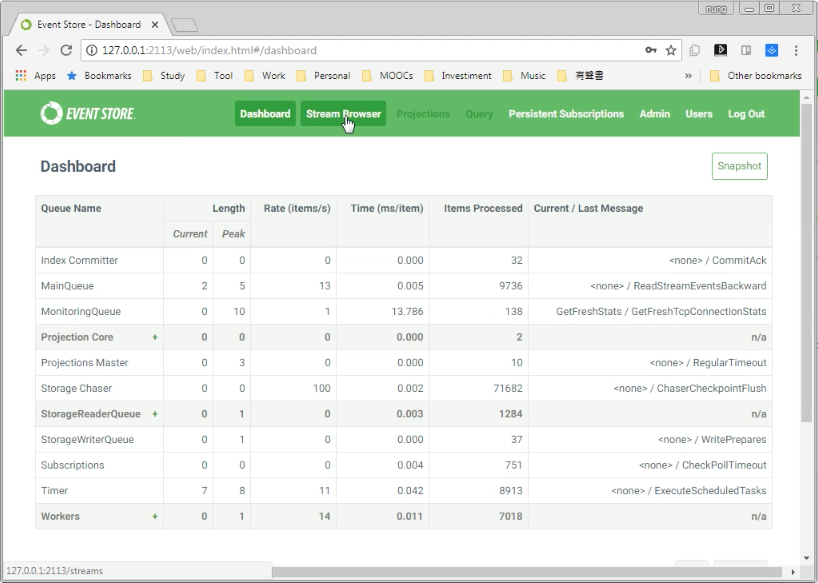 nung
Event Store - Dashboard
127.0.0.1:2113/web/index.html#/dashboard
Apps Bookmarks Study Tool Work Personal MOOCs Investiment Music 有聲書 » Other bookmarks
EVENT STORE Dashboard Stream Browser Projections Query Persistent Subscriptions Admin Users Log Out
Dashboard Snapshot
Queue Name Length Rate (items/s) Time (ms/item) Items Processed Current / Last Message
Current Peak
Index Committer 0 0 0 0.000 32 <none> / CommitAck
MainQueue 2 5 13 0.005 9736 <none> / ReadStreamEventsBackward
MonitoringQueue 0 10 1 13.786 138 GetFreshStats / GetFreshTcpConnectionStats
Projection Core + 0 0 0 0.000 2 n/a
Projections Master 0 3 0 0.000 10 <none> / RegularTimeout
Storage Chaser 0 0 100 0.002 71682 <none> / ChaserCheckpointFlush
StorageReaderQueue + 0 1 0 0.003 1284 n/a
StorageWriterQueue 0 1 0 0.000 37 <none> / WritePrepares
Subscriptions 0 0 0 0.004 751 <none> / CheckPollTimeout
Timer 7 8 11 0.042 8913 <none> / ExecuteScheduledTasks
Workers + 0 1 14 0.011 7018 n/a
127.0.0.1:2113/streams